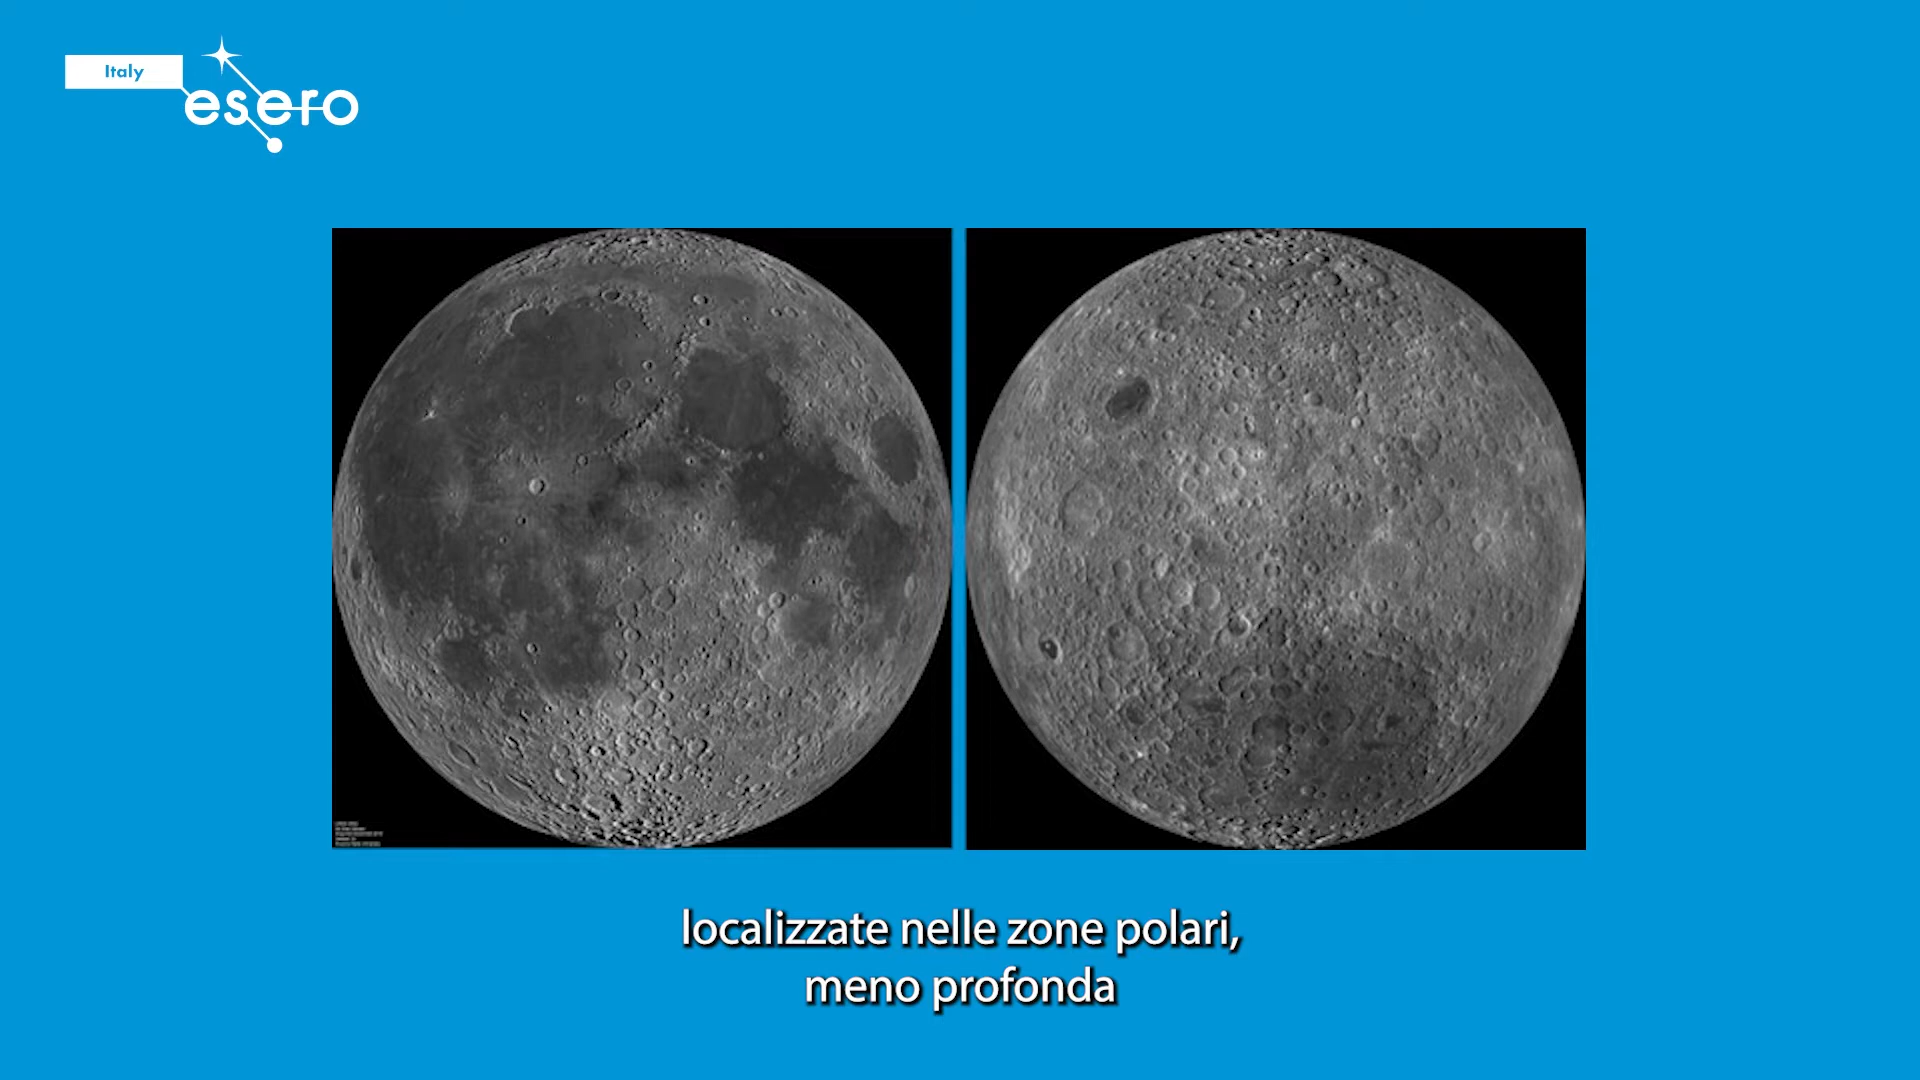 Italy
esero
localizzate nelle zone polari,
meno profonda